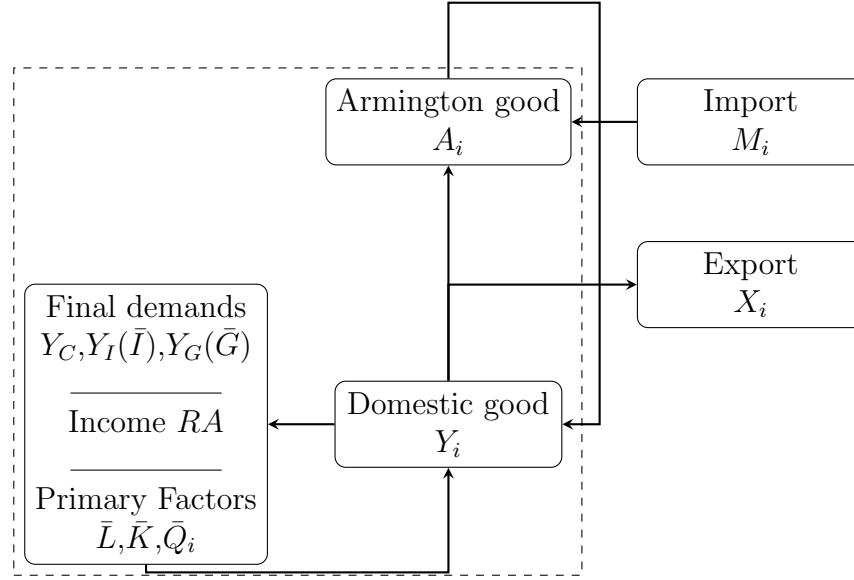 Armington good
A_i
Import
M_i
Export
X_i
Final demands
Y_C,Y_I(Ī),Y_G(Ḡ)
Income RA
Primary Factors
L̄,K̄,Q̄_i
Domestic good
Y_i